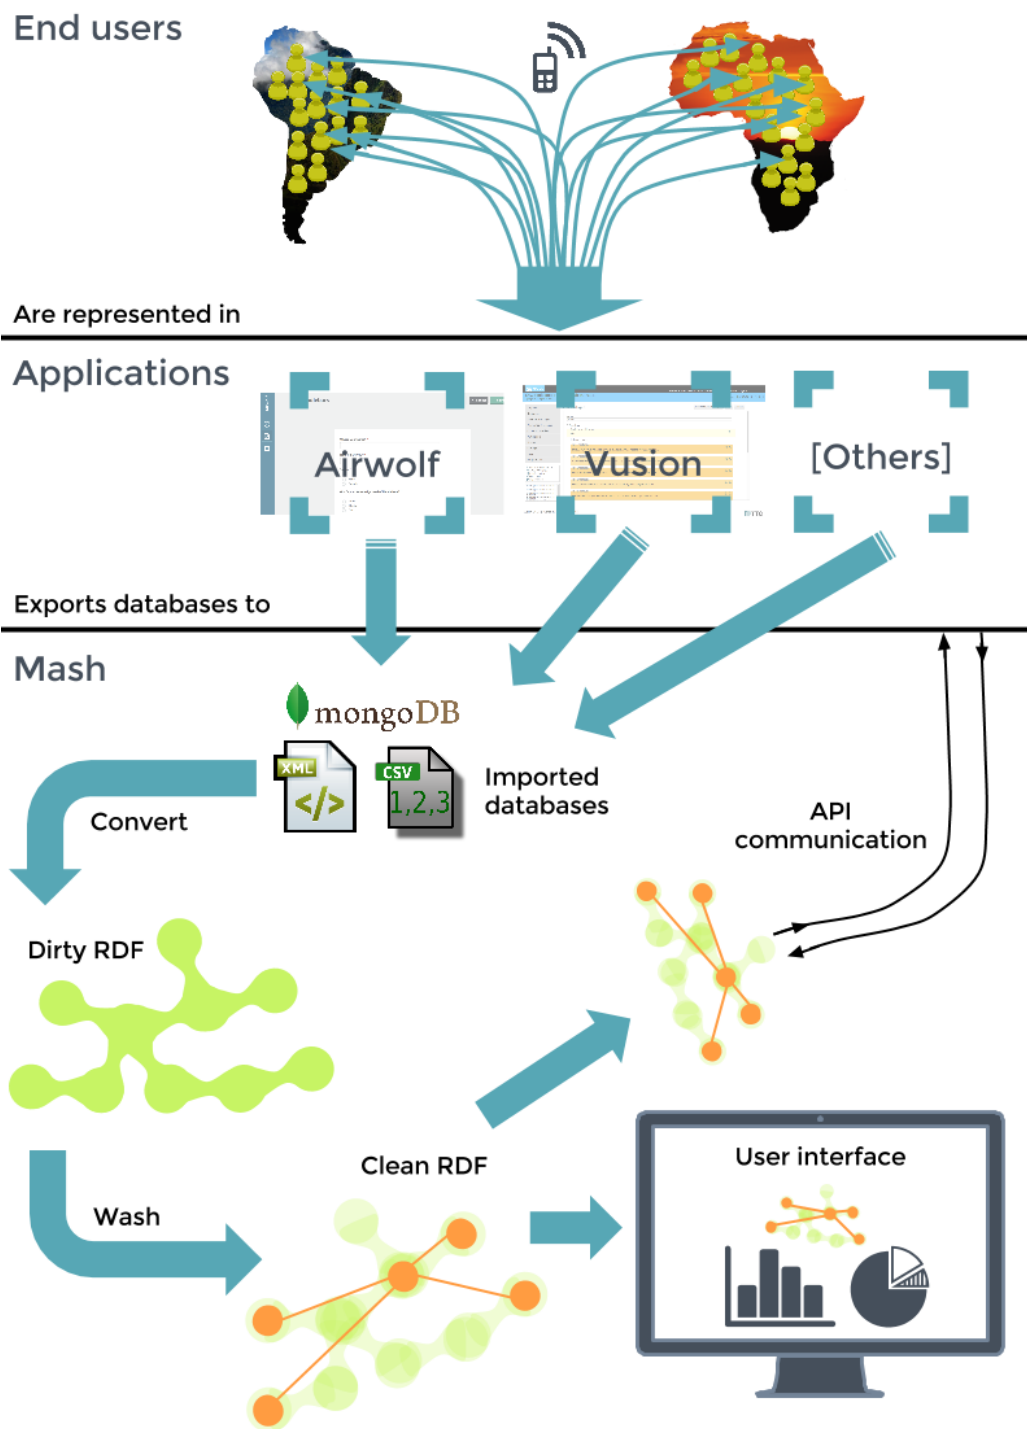 End users
Are represented in
Applications
Airwolf
Vusion
[Others]
Exports databases to
Mash
mongoDB
XML
</>
CSV
1,2,3
Imported
databases
Convert
API
communication
Dirty RDF
Clean RDF
User interface
Wash